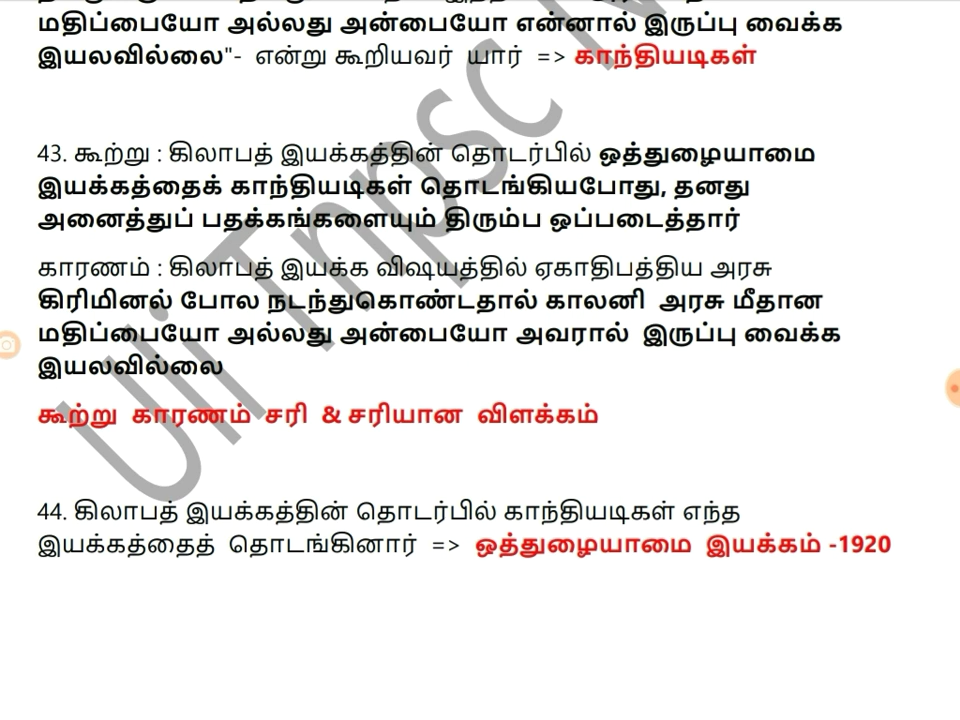 மதிப்பையோ அல்லது அன்பையோ என்னால் இருப்பு வைக்க
இயலவில்லை"- என்று கூறியவர் யார் => காந்தியடிகள்
43. கூற்று : கிலாபத் இயக்கத்தின் தொடர்பில் ஒத்துழையாமை
இயக்கத்தைக் காந்தியடிகள் தொடங்கியபோது, தனது
அனைத்துப் பதக்கங்களையும் திரும்ப ஒப்படைத்தார்
காரணம் : கிலாபத் இயக்க விஷயத்தில் ஏகாதிபத்திய அரசு
கிரிமினல் போல நடந்துகொண்டதால் காலனி அரசு மீதான
மதிப்பையோ அல்லது அன்பையோ அவரால் இருப்பு வைக்க
இயலவில்லை
கூற்று காரணம் சரி & சரியான விளக்கம்
44. கிலாபத் இயக்கத்தின் தொடர்பில் காந்தியடிகள் எந்த
இயக்கத்தைத் தொடங்கினார் => ஒத்துழையாமை இயக்கம் -1920